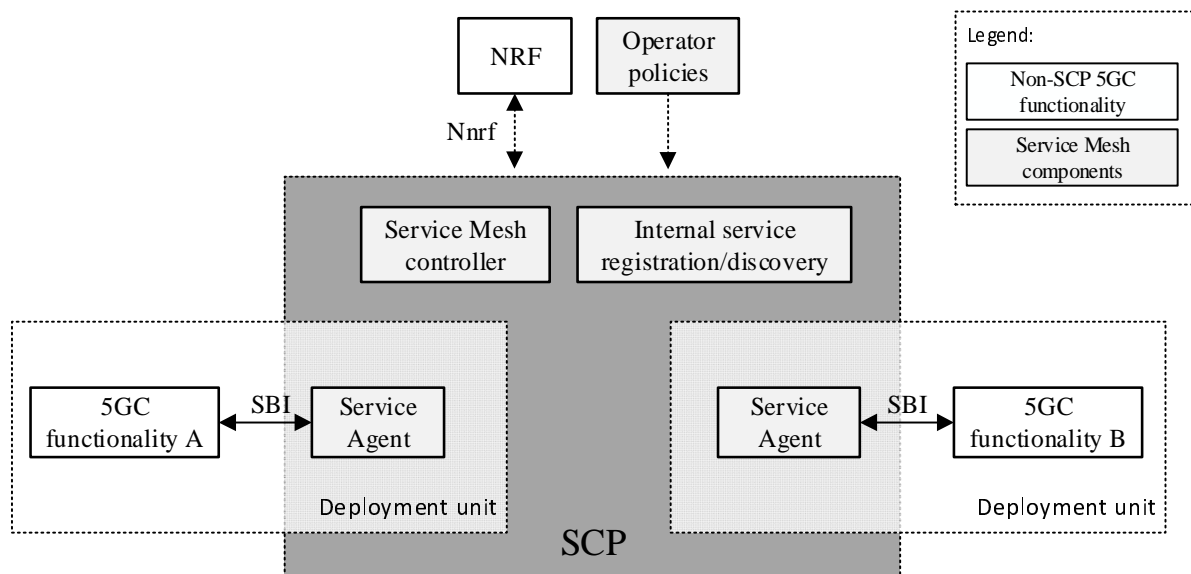 NRF
Operator
policies
Legend:
Non-SCP 5GC
functionality
Service Mesh
components
Nnrf
Service Mesh
controller
Internal service
registration/discovery
5GC
functionality A
SBI
Service
Agent
Deployment unit
Service
Agent
SBI
5GC
functionality B
Deployment unit
SCP